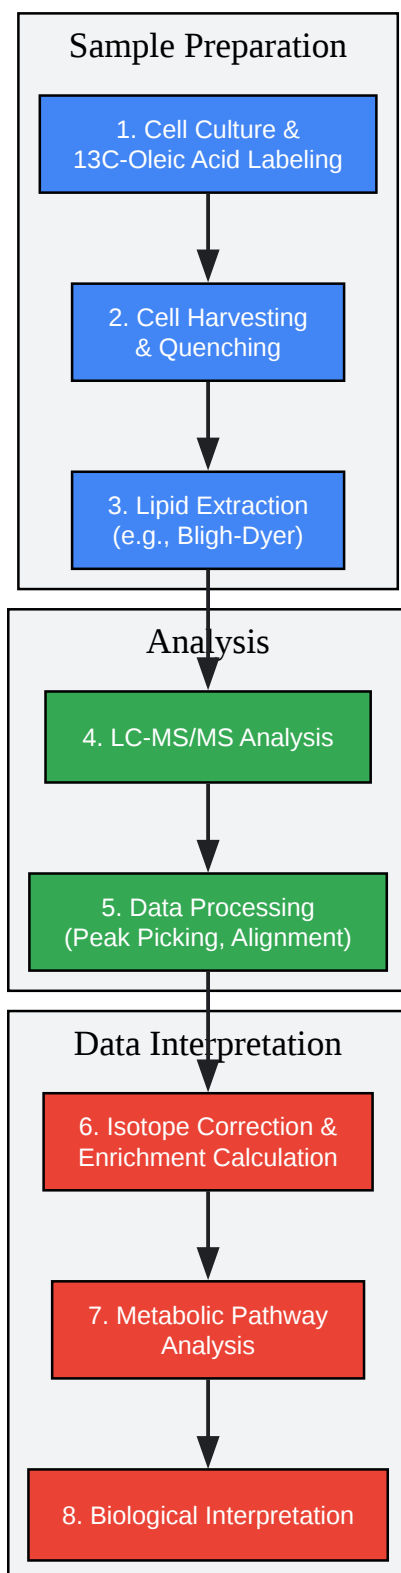 Sample Preparation
1. Cell Culture &
13C-Oleic Acid Labeling
2. Cell Harvesting
& Quenching
3. Lipid Extraction
(e.g., Bligh-Dyer)
Analysis
4. LC-MS/MS Analysis
5. Data Processing
(Peak Picking, Alignment)
Data Interpretation
6. Isotope Correction &
Enrichment Calculation
7. Metabolic Pathway
Analysis
8. Biological Interpretation